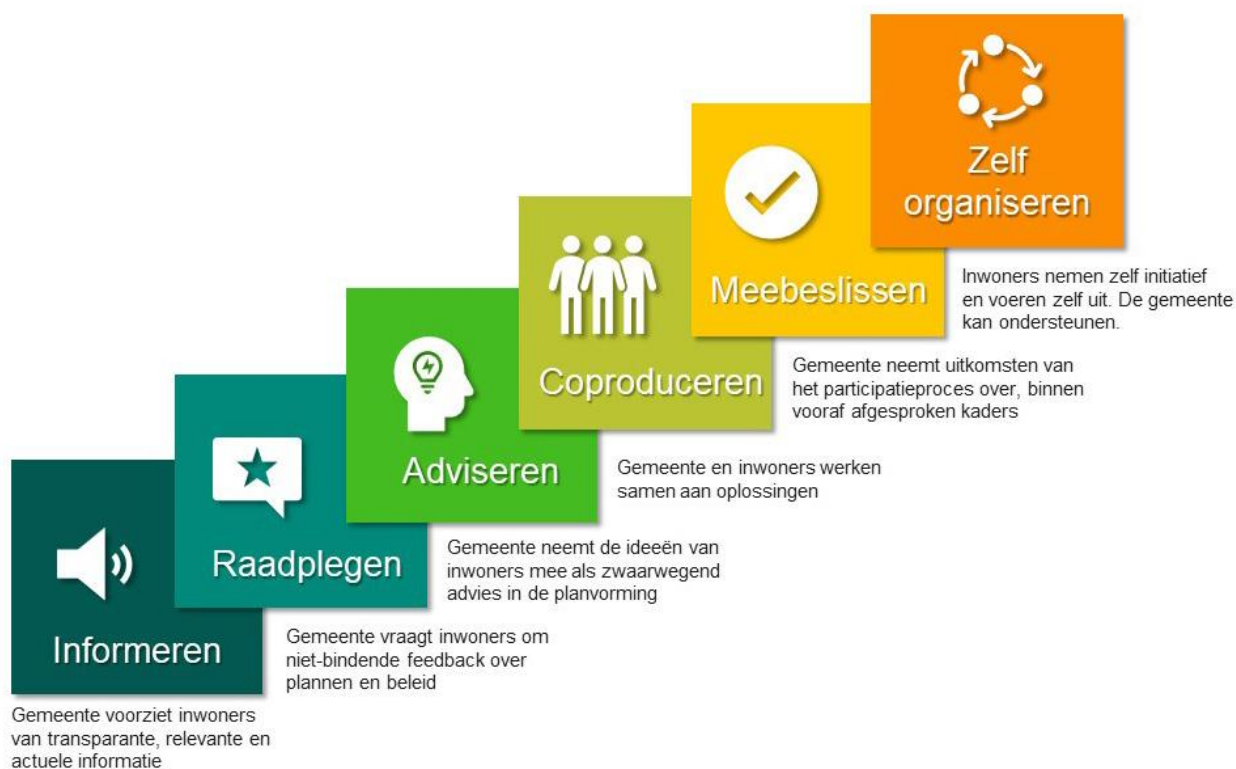 Informeren
Gemeente voorziet inwoners
van transparante, relevante en
actuele informatie
Raadplegen
Gemeente vraagt inwoners om
niet-bindende feedback over
plannen en beleid
Adviseren
Gemeente neemt de ideeën van
inwoners mee als zwaarwegend
advies in de planvorming
Coproduceren
Gemeente en inwoners werken
samen aan oplossingen
Meebeslissen
Gemeente neemt uitkomsten van
het participatieproces over, binnen
vooraf afgesproken kaders
Zelf
organiseren
Inwoners nemen zelf initiatief
en voeren zelf uit. De gemeente
kan ondersteunen.